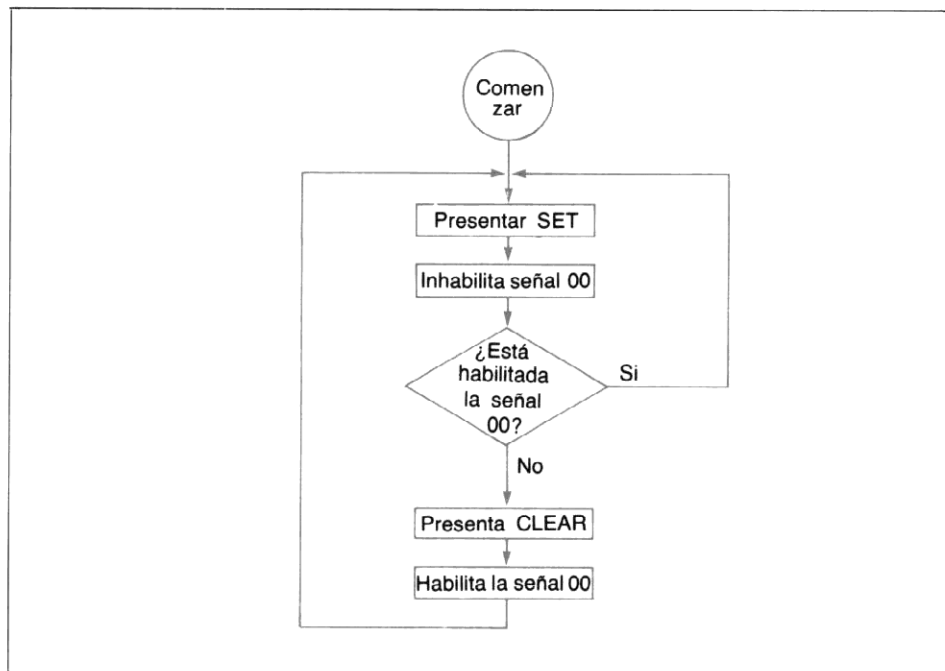 Comen
zar
Presentar SET
Inhabilita señal 00
¿Está
habilitada
la señal
00?
Si
No
Presenta CLEAR
Habilita la señal 00